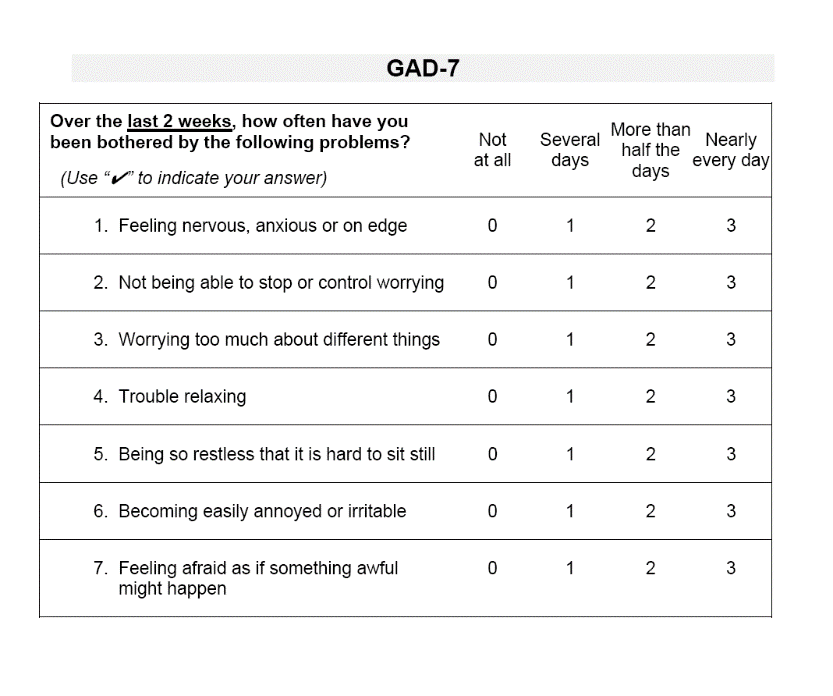 GAD-7
Over the last 2 weeks, how often have you
been bothered by the following problems?
(Use “✔” to indicate your answer)
Not
at all
Several
days
More than
half the
days
Nearly
every day
1. Feeling nervous, anxious or on edge 0 1 2 3
2. Not being able to stop or control worrying 0 1 2 3
3. Worrying too much about different things 0 1 2 3
4. Trouble relaxing 0 1 2 3
5. Being so restless that it is hard to sit still 0 1 2 3
6. Becoming easily annoyed or irritable 0 1 2 3
7. Feeling afraid as if something awful 0 1 2 3
might happen